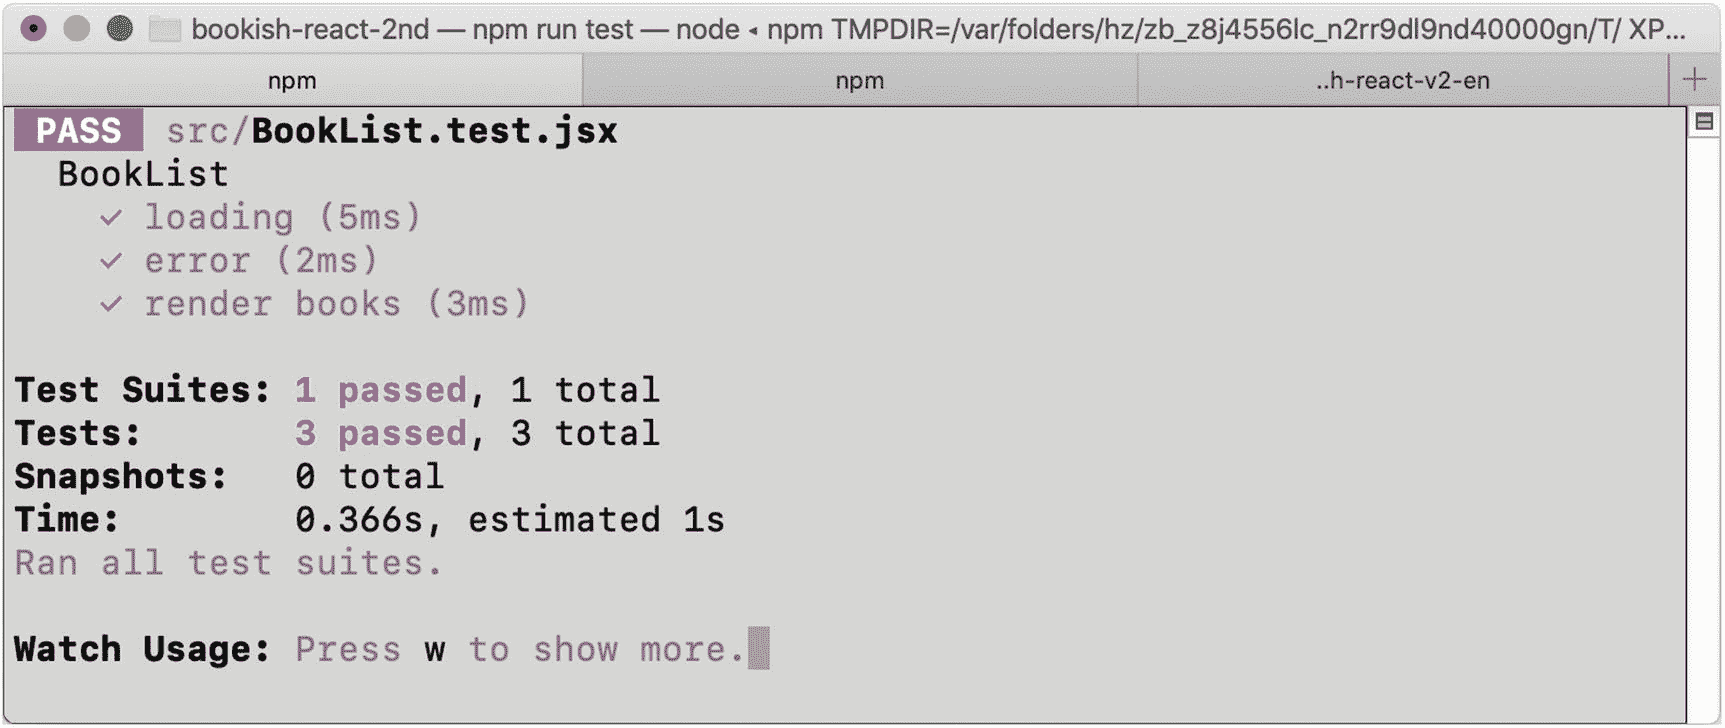 bookish-react-2nd — npm run test — node ◂ npm TMPDIR=/var/folders/hz/zb_z8j4556lc_n2rr9dl9nd40000gn/T/ XP...
npm npm ..h-react-v2-en +
PASS src/BookList.test.jsx
BookList
✓ loading (5ms)
✓ error (2ms)
✓ render books (3ms)
Test Suites: 1 passed, 1 total
Tests: 3 passed, 3 total
Snapshots: 0 total
Time: 0.366s, estimated 1s
Ran all test suites.
Watch Usage: Press w to show more.